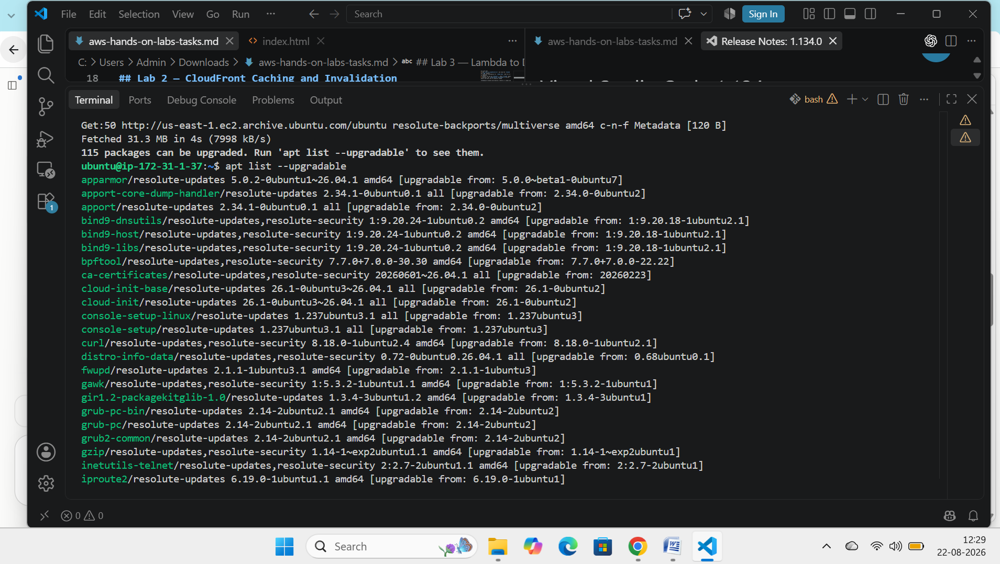 File Edit Selection View Go Run ··· Search Sign In
aws-hands-on-labs-tasks.md index.html ··· aws-hands-on-labs-tasks.md Release Notes: 1.134.0 ···
C: > Users > Admin > Downloads > aws-hands-on-labs-tasks.md > abc ## Lab 3 — Lambda to
18 ## Lab 2 — CloudFront Caching and Invalidation
Terminal Ports Debug Console Problems Output bash ···
Get:50 http://us-east-1.ec2.archive.ubuntu.com/ubuntu resolute-backports/multiverse amd64 c-n-f Metadata [120 B]
Fetched 31.3 MB in 4s (7998 kB/s)
115 packages can be upgraded. Run 'apt list --upgradable' to see them.
ubuntu@ip-172-31-1-37:~$ apt list --upgradable
apparmor/resolute-updates 5.0.2-0ubuntu1~26.04.1 amd64 [upgradable from: 5.0.0~beta1-0ubuntu7]
apport-core-dump-handler/resolute-updates 2.34.1-0ubuntu0.1 all [upgradable from: 2.34.0-0ubuntu2]
apport/resolute-updates 2.34.1-0ubuntu0.1 all [upgradable from: 2.34.0-0ubuntu2]
bind9-dnsutils/resolute-updates,resolute-security 1:9.20.24-1ubuntu0.2 amd64 [upgradable from: 1:9.20.18-1ubuntu2.1]
bind9-host/resolute-updates,resolute-security 1:9.20.24-1ubuntu0.2 amd64 [upgradable from: 1:9.20.18-1ubuntu2.1]
bind9-libs/resolute-updates,resolute-security 1:9.20.24-1ubuntu0.2 amd64 [upgradable from: 1:9.20.18-1ubuntu2.1]
bpftool/resolute-updates,resolute-security 7.7.0+7.0.0-30.30 amd64 [upgradable from: 7.7.0+7.0.0-22.22]
ca-certificates/resolute-updates,resolute-security 20260601~26.04.1 all [upgradable from: 20260223]
cloud-init-base/resolute-updates 26.1-0ubuntu3~26.04.1 all [upgradable from: 26.1-0ubuntu2]
cloud-init/resolute-updates 26.1-0ubuntu3~26.04.1 all [upgradable from: 26.1-0ubuntu2]
console-setup-linux/resolute-updates 1.237ubuntu3.1 all [upgradable from: 1.237ubuntu3]
console-setup/resolute-updates 1.237ubuntu3.1 all [upgradable from: 1.237ubuntu3]
curl/resolute-updates,resolute-security 8.18.0-1ubuntu2.4 amd64 [upgradable from: 8.18.0-1ubuntu2.1]
distro-info-data/resolute-updates,resolute-security 0.72-0ubuntu0.26.04.1 all [upgradable from: 0.68ubuntu0.1]
fwupd/resolute-updates 2.1.1-1ubuntu3.1 amd64 [upgradable from: 2.1.1-1ubuntu3]
gawk/resolute-updates,resolute-security 1:5.3.2-1ubuntu1.1 amd64 [upgradable from: 1:5.3.2-1ubuntu1]
gir1.2-packagekitglib-1.0/resolute-updates 1.3.4-3ubuntu1.2 amd64 [upgradable from: 1.3.4-3ubuntu1]
grub-pc-bin/resolute-updates 2.14-2ubuntu2.1 amd64 [upgradable from: 2.14-2ubuntu2]
grub-pc/resolute-updates 2.14-2ubuntu2.1 amd64 [upgradable from: 2.14-2ubuntu2]
grub2-common/resolute-updates 2.14-2ubuntu2.1 amd64 [upgradable from: 2.14-2ubuntu2]
gzip/resolute-updates,resolute-security 1.14-1~exp2ubuntu1.1 amd64 [upgradable from: 1.14-1~exp2ubuntu1]
inetutils-telnet/resolute-updates,resolute-security 2:2.7-2ubuntu1.1 amd64 [upgradable from: 2:2.7-2ubuntu1]
iproute2/resolute-updates 6.19.0-1ubuntu1.1 amd64 [upgradable from: 6.19.0-1ubuntu1]
1
0 0
Search
12:29
22-08-2026